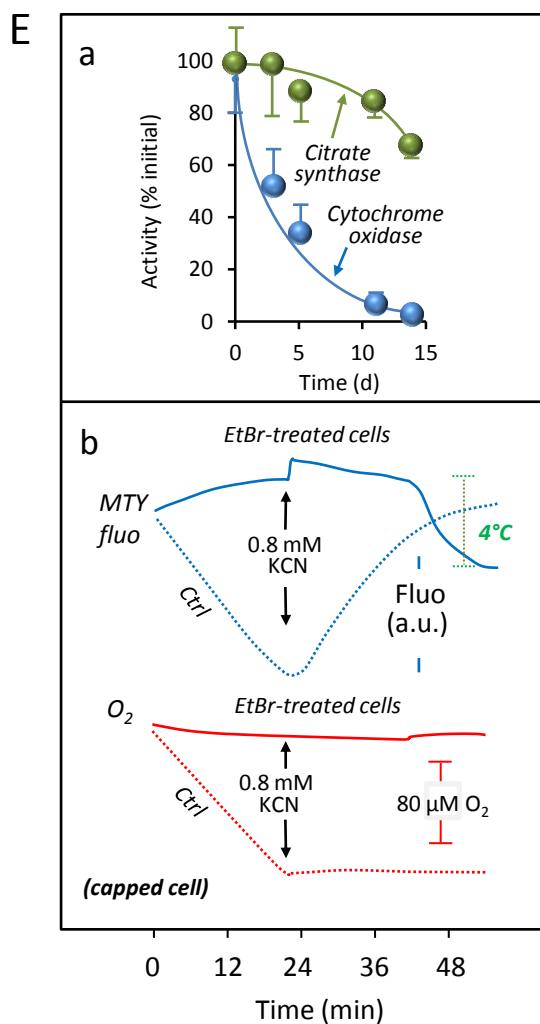 E
a
Activity (% iniitial)
100
80
60
40
20
0
Citrate
synthase
Cytochrome
oxidase
0
5
10
15
Time (d)
b
EtBr-treated cells
MTY
fluo
0.8 mM
KCN
Ctrl
4°C
Fluo
(a.u.)
EtBr-treated cells
O₂
0.8 mM
KCN
Ctrl
80 µM O₂
(capped cell)
0
12
24
36
48
Time (min)